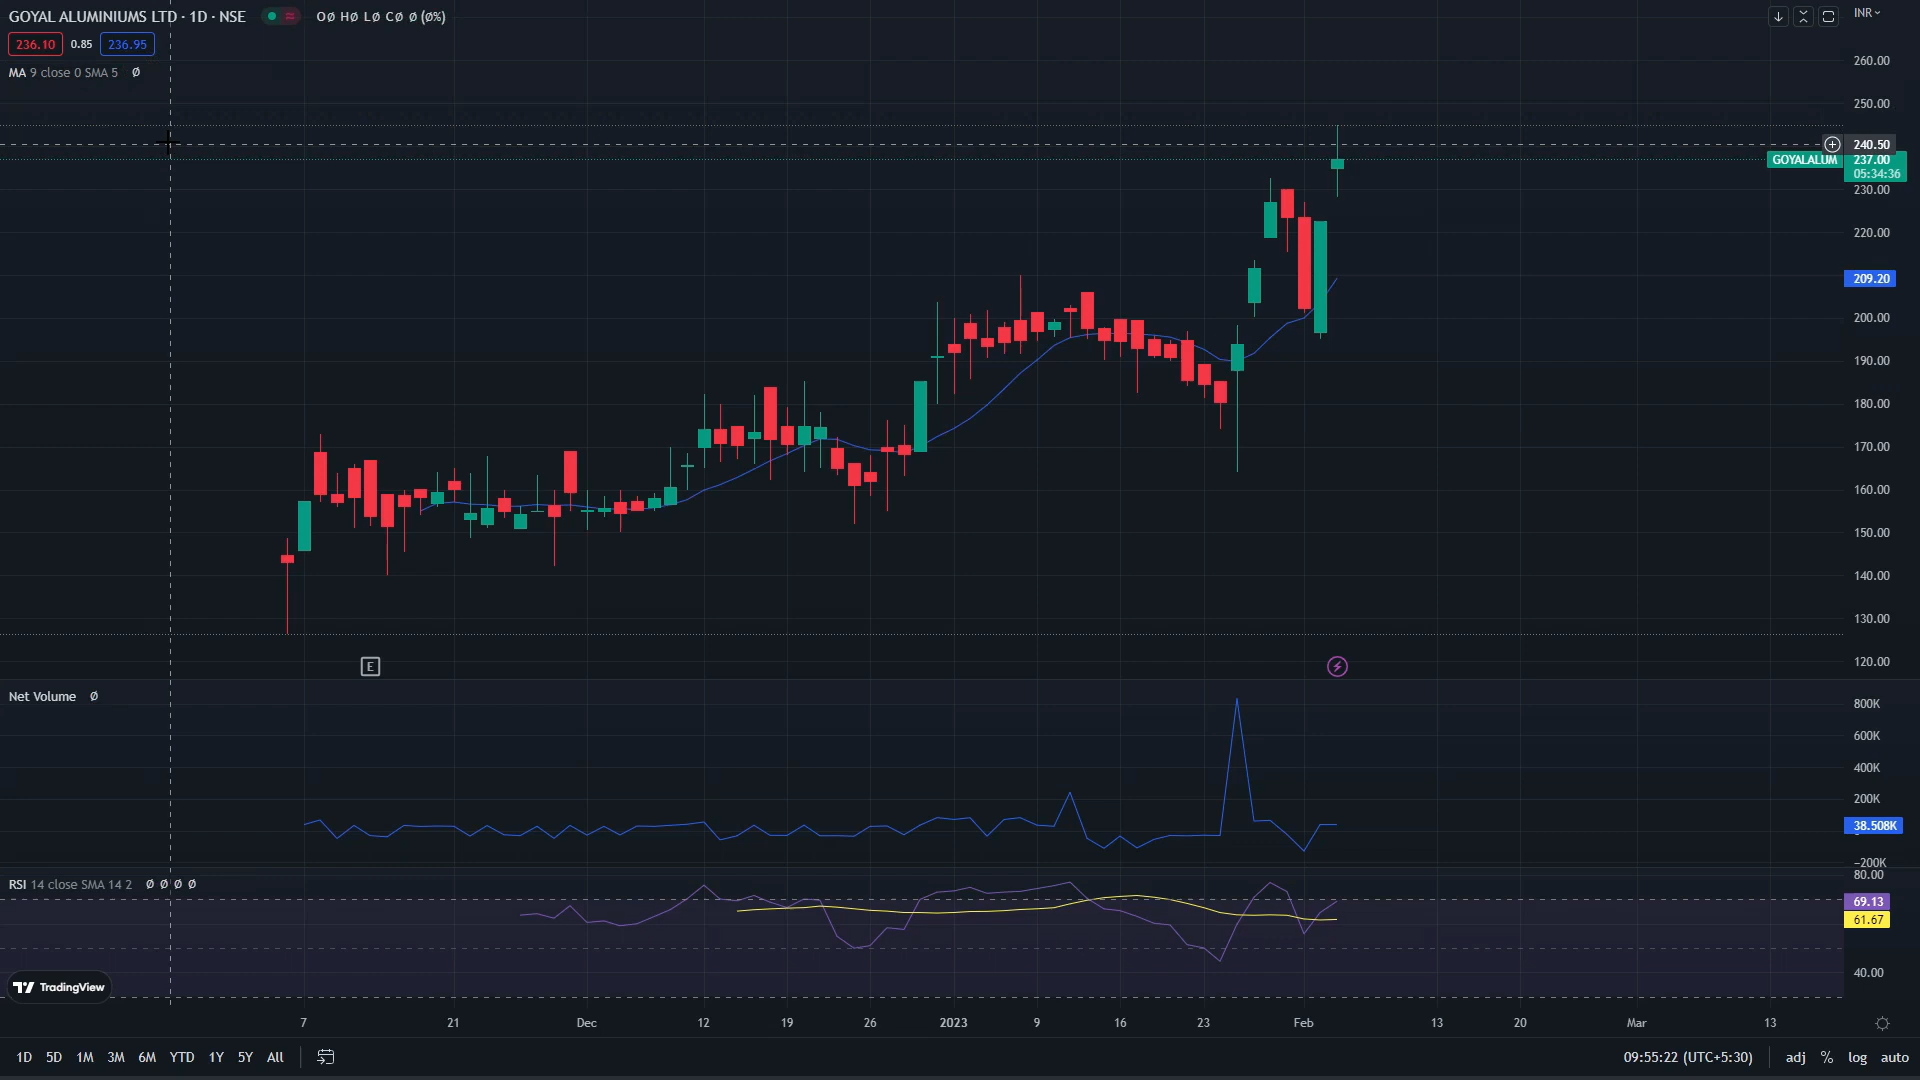 GOYAL ALUMINIUMS LTD · 1D · NSE
OØ HØ LØ CØ Ø (Ø%)
INR
236.10 0.85 236.95
MA 9 close 0 SMA 5 Ø
260.00
250.00
240.50
GOYALALUM 237.00
05:34:36
230.00
220.00
209.20
200.00
190.00
180.00
170.00
160.00
150.00
140.00
130.00
120.00
E
Net Volume Ø
800K
600K
400K
200K
38.508K
−200K
RSI 14 close SMA 14 2 Ø Ø Ø Ø
80.00
69.13
61.67
40.00
TradingView
7 21 Dec 12 19 26 2023 9 16 23 Feb 13 20 Mar 13
1D 5D 1M 3M 6M YTD 1Y 5Y All
09:55:22 (UTC+5:30) adj % log auto